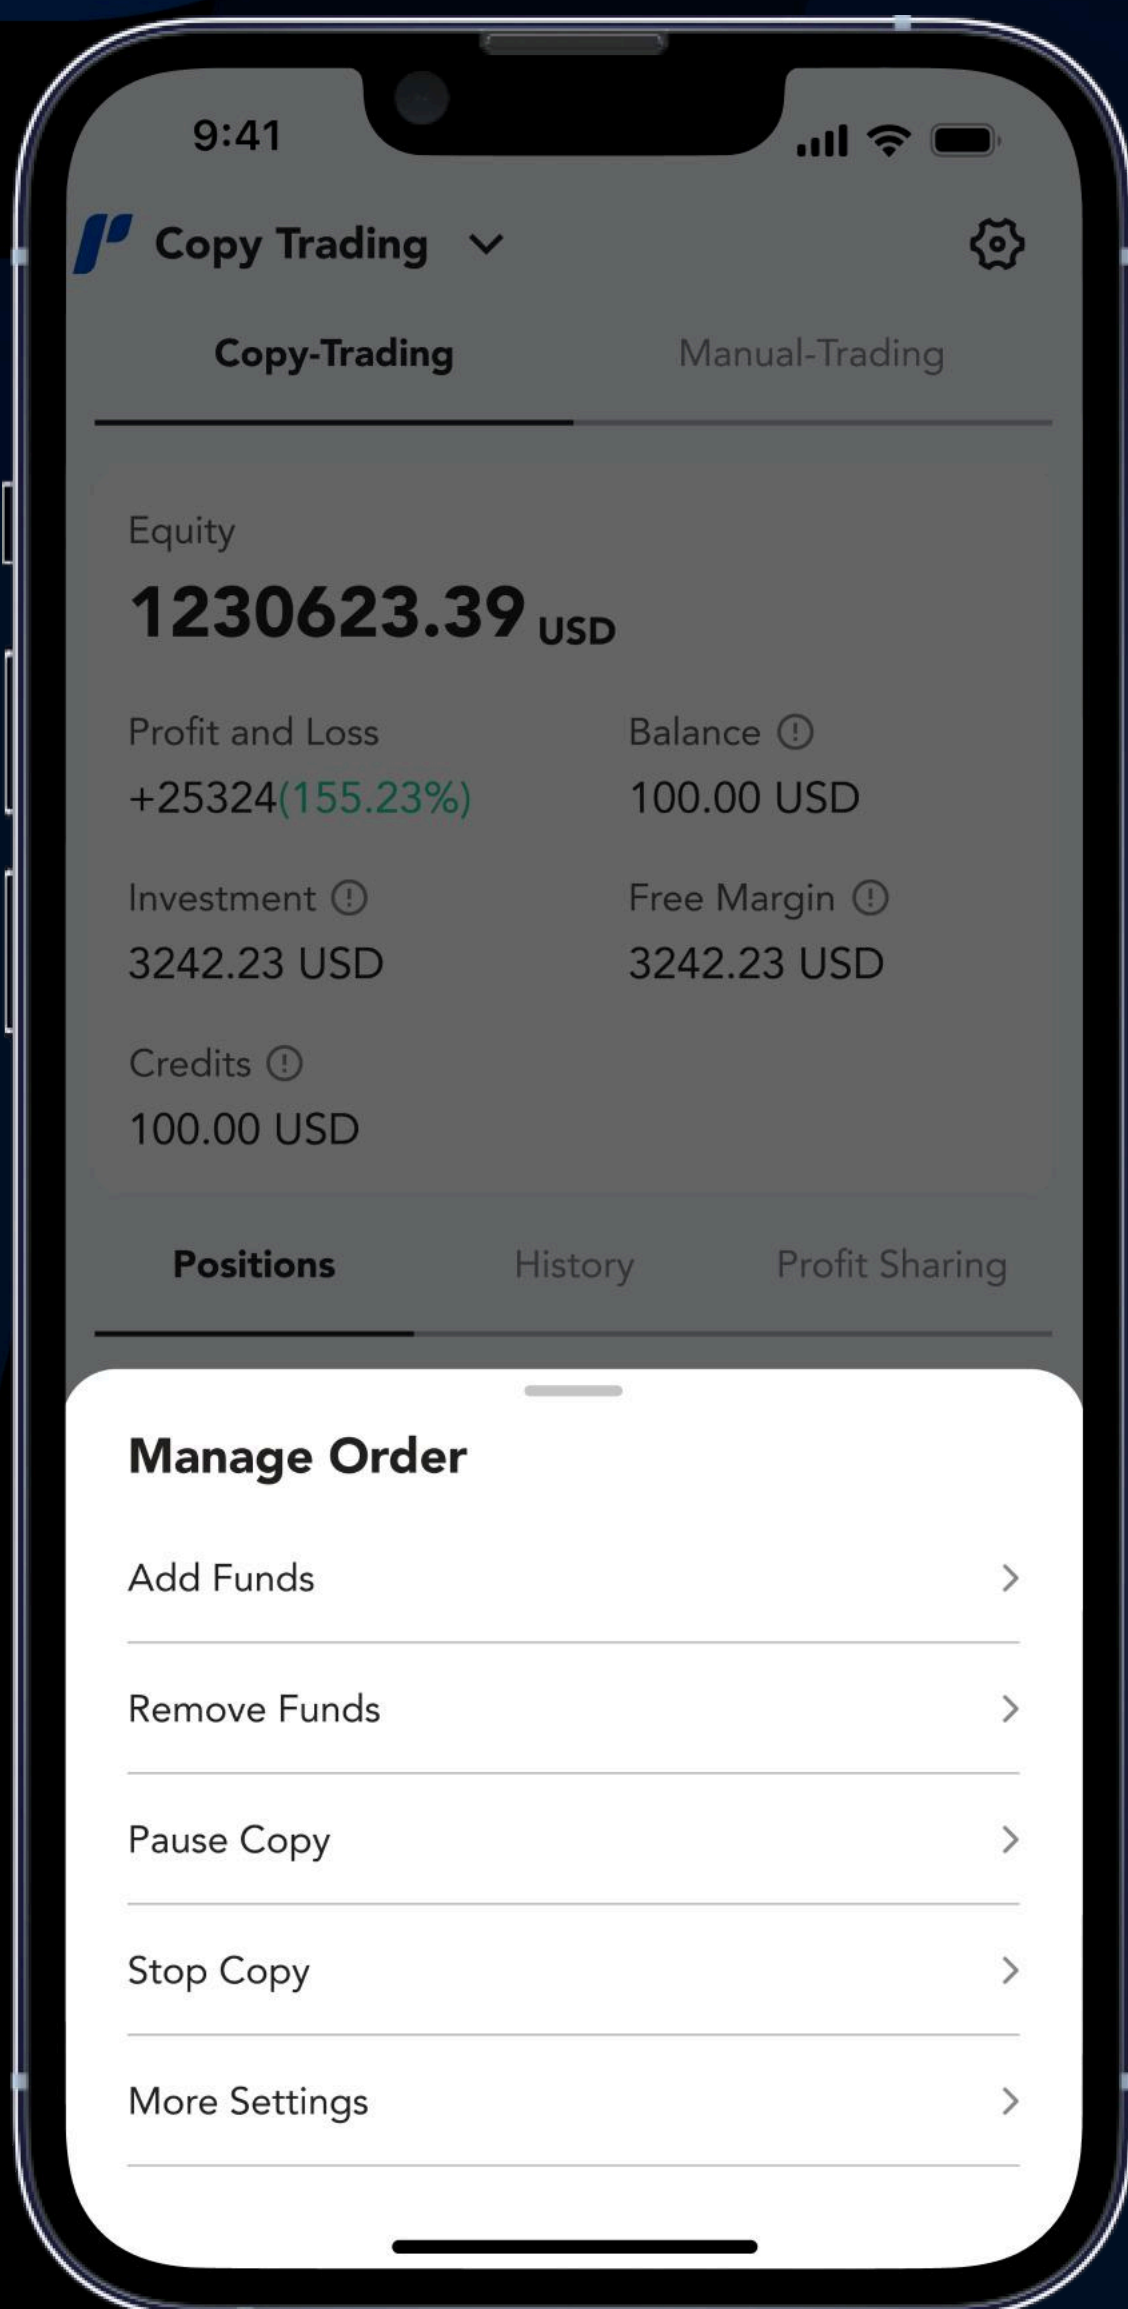 9:41
Copy Trading
Copy-Trading Manual-Trading
Equity
1230623.39 USD
Profit and Loss Balance
+25324(155.23%) 100.00 USD
Investment Free Margin
3242.23 USD 3242.23 USD
Credits
100.00 USD
Positions History Profit Sharing
Manage Order
Add Funds
Remove Funds
Pause Copy
Stop Copy
More Settings